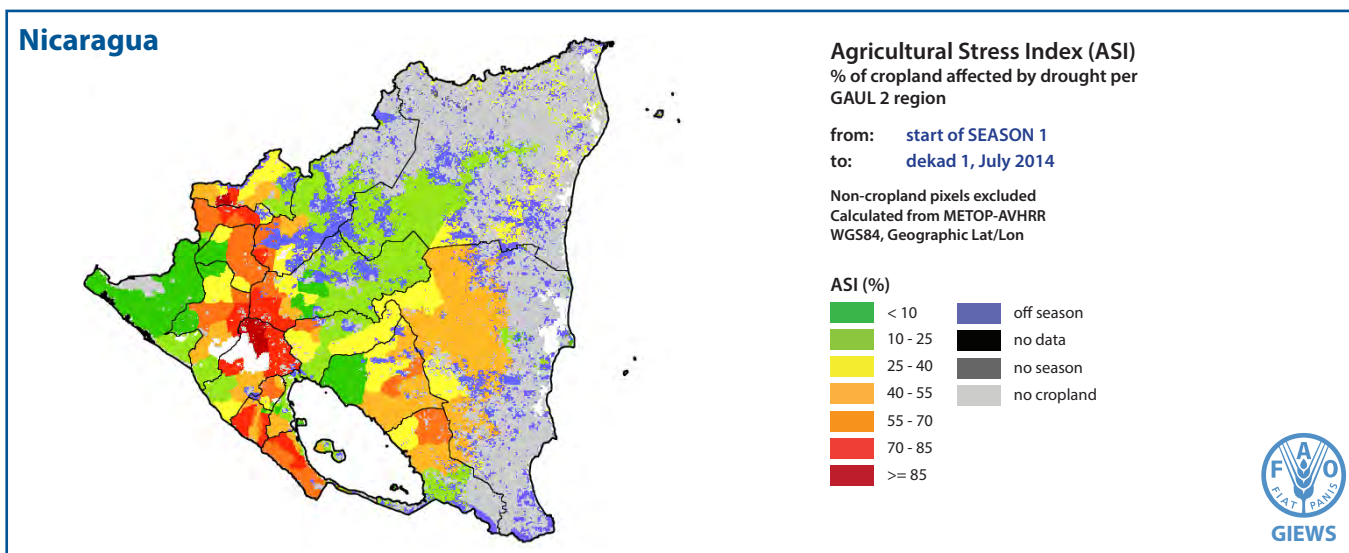 Nicaragua
Agricultural Stress Index (ASI)
% of cropland affected by drought per
GAUL 2 region
from: start of SEASON 1
to: dekad 1, July 2014
Non-cropland pixels excluded
Calculated from METOP-AVHRR
WGS84, Geographic Lat/Lon
ASI (%)
< 10
10 - 25
25 - 40
40 - 55
55 - 70
70 - 85
>= 85
off season
no data
no season
no cropland
F A O
FIAT PANIS
GIEWS